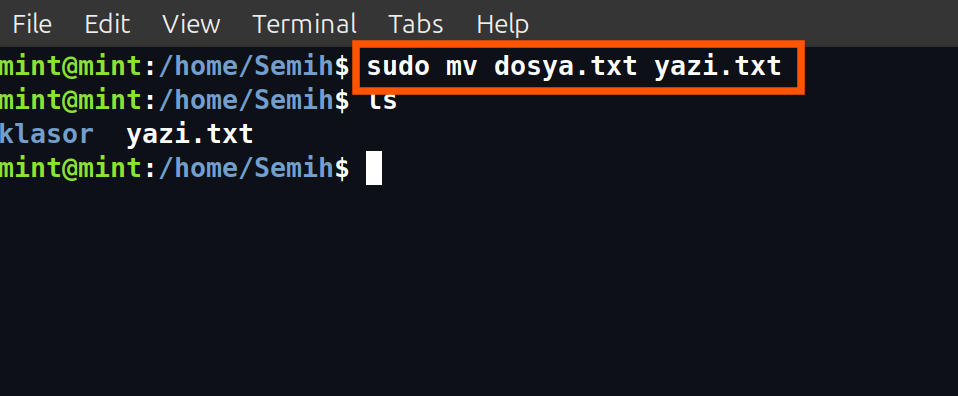 File Edit View Terminal Tabs Help
mint@mint:/home/Semih$ sudo mv dosya.txt yazi.txt
mint@mint:/home/Semih$ ls
klasor yazi.txt
mint@mint:/home/Semih$